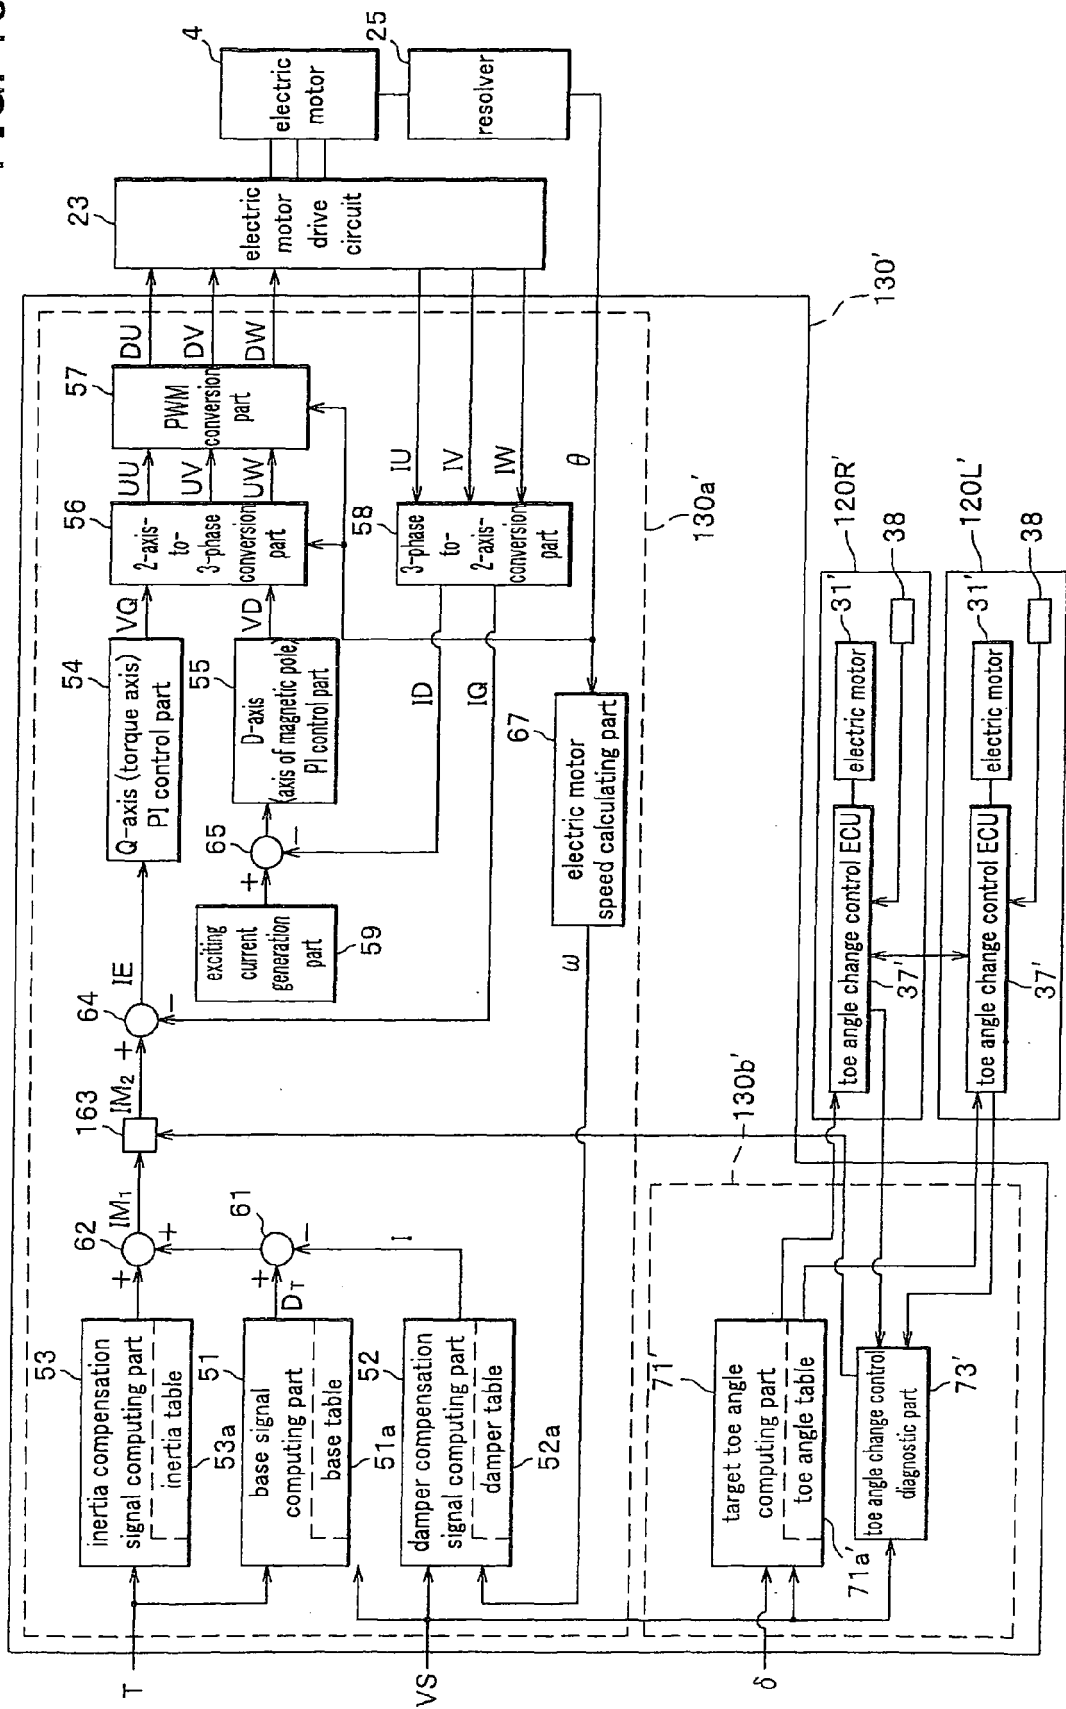 4
electric
motor
25
resolver
23
electric
motor
drive
circuit
130'
DU
DV
DW
57
PWM
conversion
part
UU
UV
UW
56
2-axis-
to-
3-phase
conversion
part
IU
IV
IW
58
3-phase
to-
2-axis-
conversion
part
θ
130a'
VQ
VD
54
Q-axis (torque axis)
PI control part
55
D-axis
(axis of magnetic pole)
PI control part
ID
IQ
67
electric motor
speed calculating part
65
+
−
exciting
current
generation
part
59
ω
IE
64
+
−
IM2
163
IM1
62
+
+
61
+
−
DT
I
53
inertia compensation
signal computing part
inertia table
53a
51
base signal
computing part
base table
51a
52
damper compensation
signal computing part
damper table
52a
T
VS
δ
71
target toe angle
computing part
toe angle table
71a'
toe angle change control
diagnostic part
73'
130b'
120R'
31'
38
electric motor
toe angle change control ECU
37'
120L'
31'
38
electric motor
toe angle change control ECU
37'